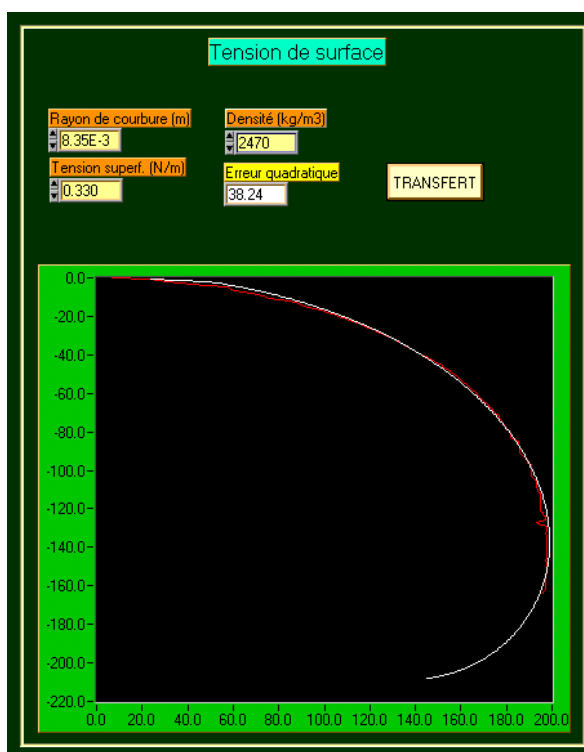 Tension de surface
Rayon de courbure (m) Densité (kg/m3)
8.35E-3 2470
Tension superf. (N/m) Erreur quadratique
0.330 38.24 TRANSFERT
0.0
-20.0
-40.0
-60.0
-80.0
-100.0
-120.0
-140.0
-160.0
-180.0
-200.0
-220.0
0.0 20.0 40.0 60.0 80.0 100.0 120.0 140.0 160.0 180.0 200.0